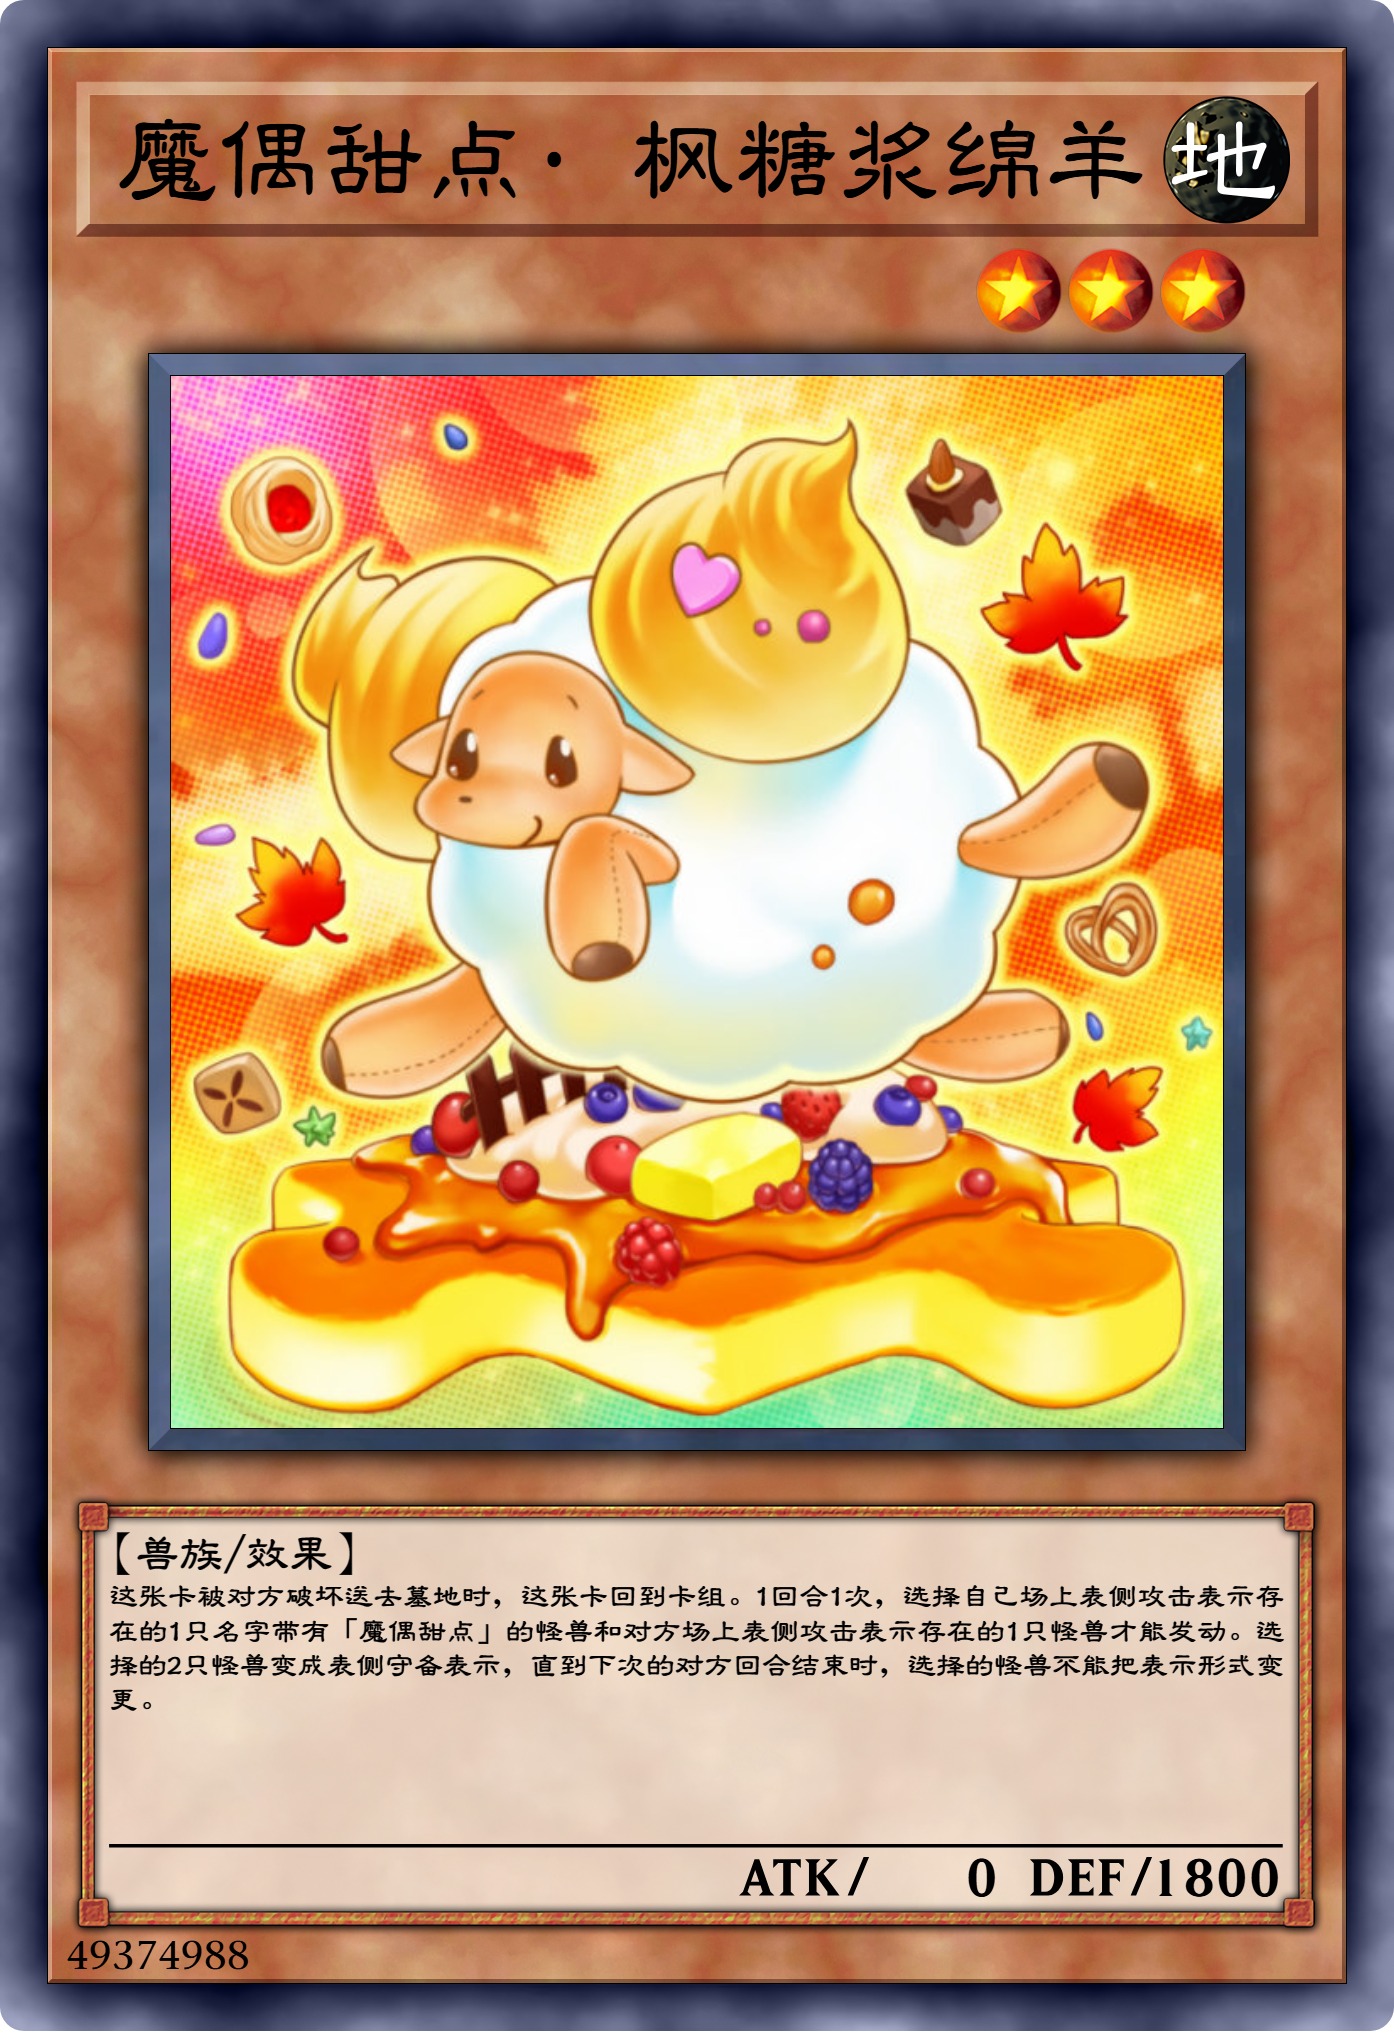 魔偶甜点·枫糖浆绵羊
地
【兽族/效果】
这张卡被对方破坏送去墓地时，这张卡回到卡组。1回合1次，选择自己场上表侧攻击表示存
在的1只名字带有「魔偶甜点」的怪兽和对方场上表侧攻击表示存在的1只怪兽才能发动。选
择的2只怪兽变成表侧守备表示，直到下次的对方回合结束时，选择的怪兽不能把表示形式变
更。
ATK/ 0 DEF/1800
49374988